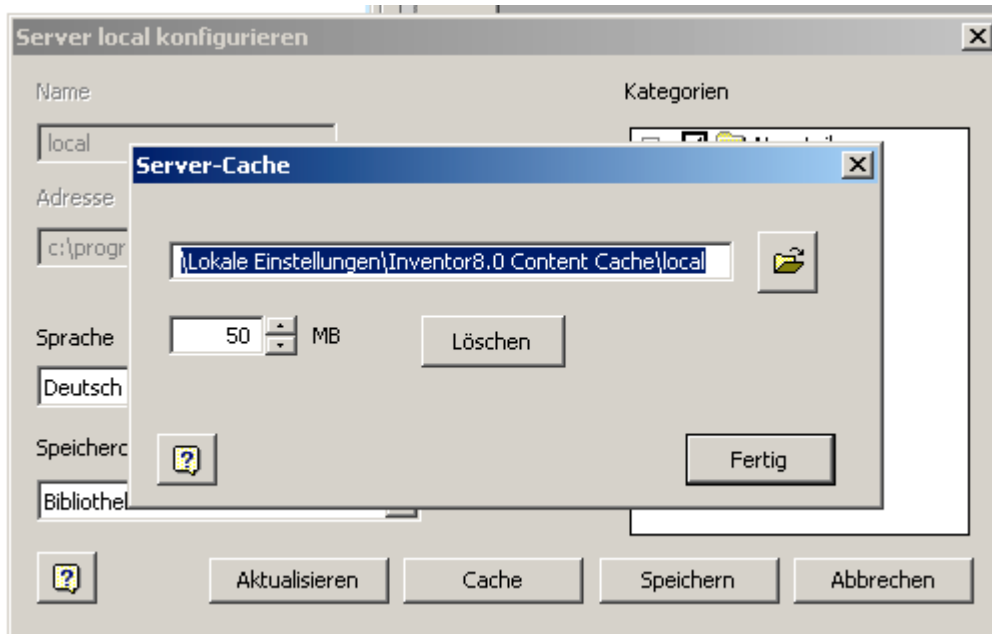 Server local konfigurieren
Name
Kategorien
local
Server-Cache
Adresse
c:\progr
\Lokale Einstellungen\Inventor8.0 Content Cache\local
50 MB
Löschen
Sprache
Deutsch
Fertig
Aktualisieren
Cache
Speichern
Abbrechen